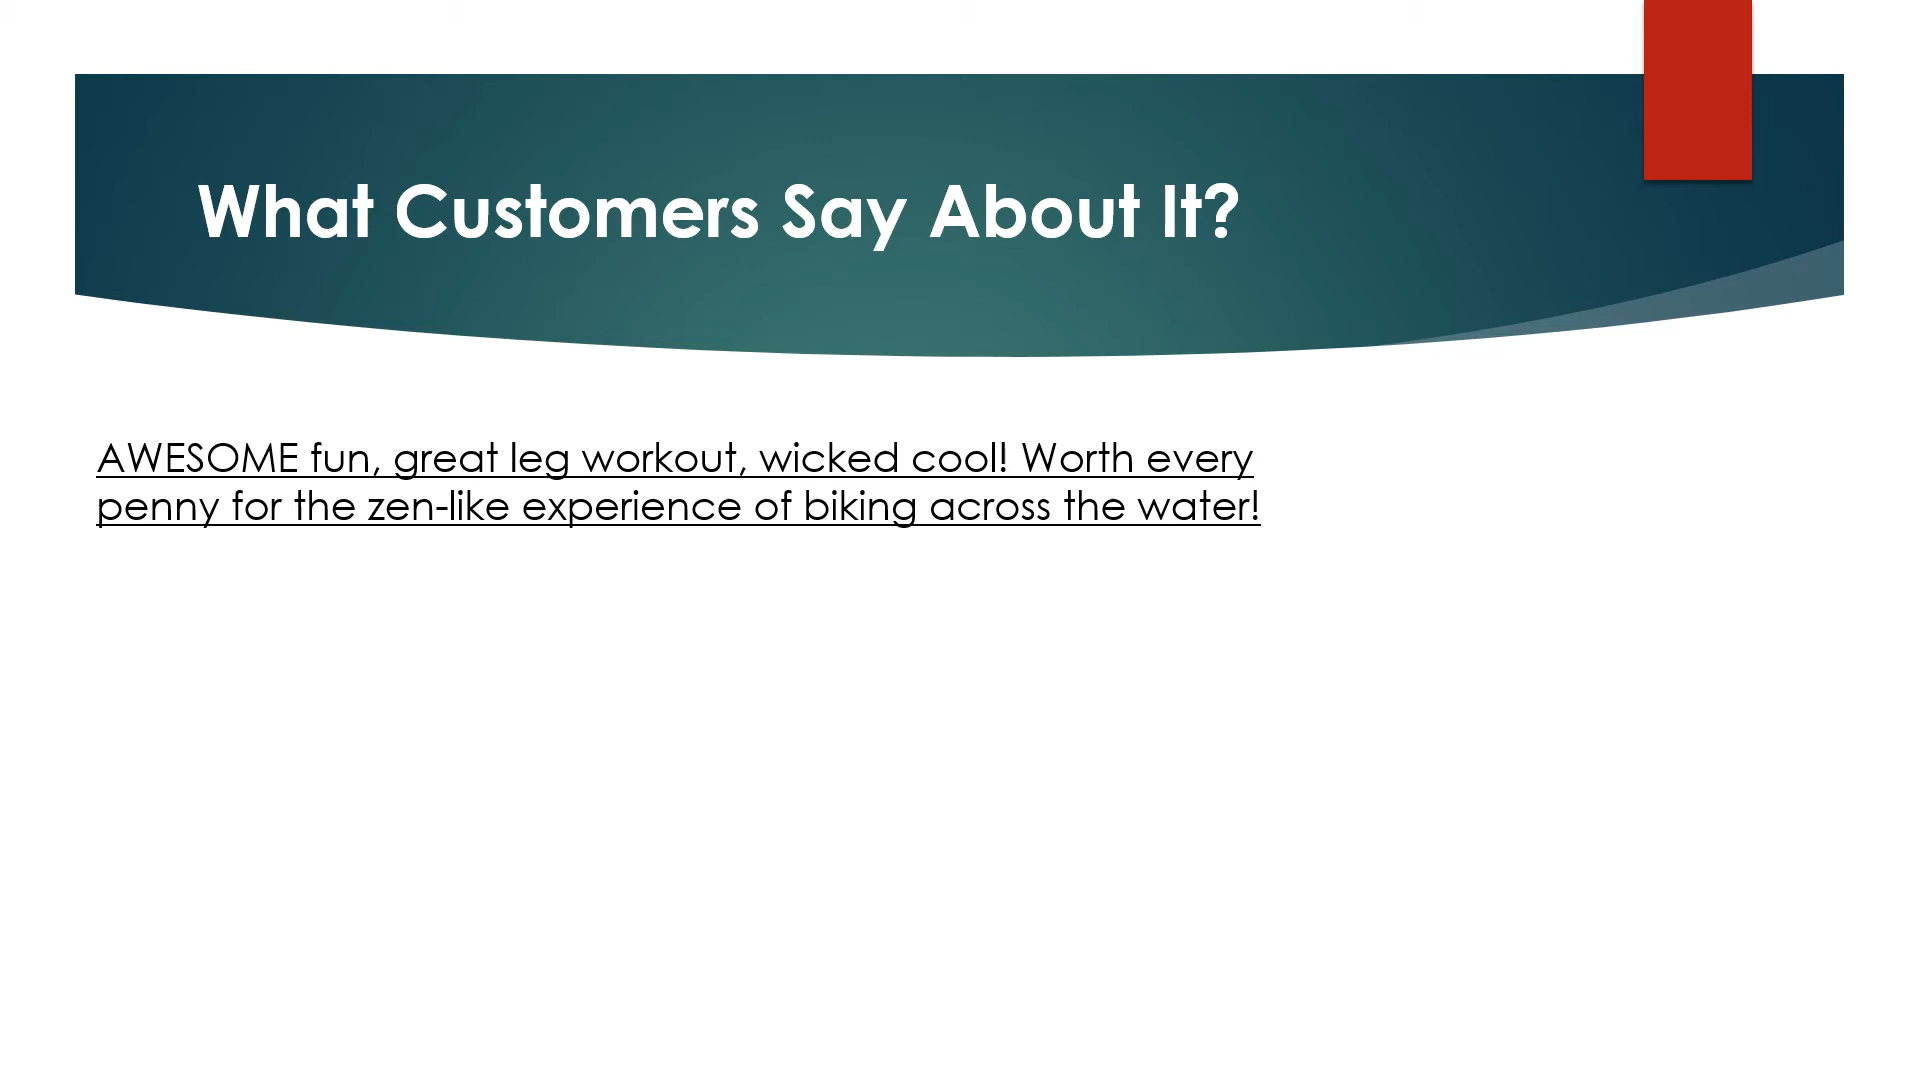 What Customers Say About It?
AWESOME fun, great leg workout, wicked cool! Worth every
penny for the zen-like experience of biking across the water!